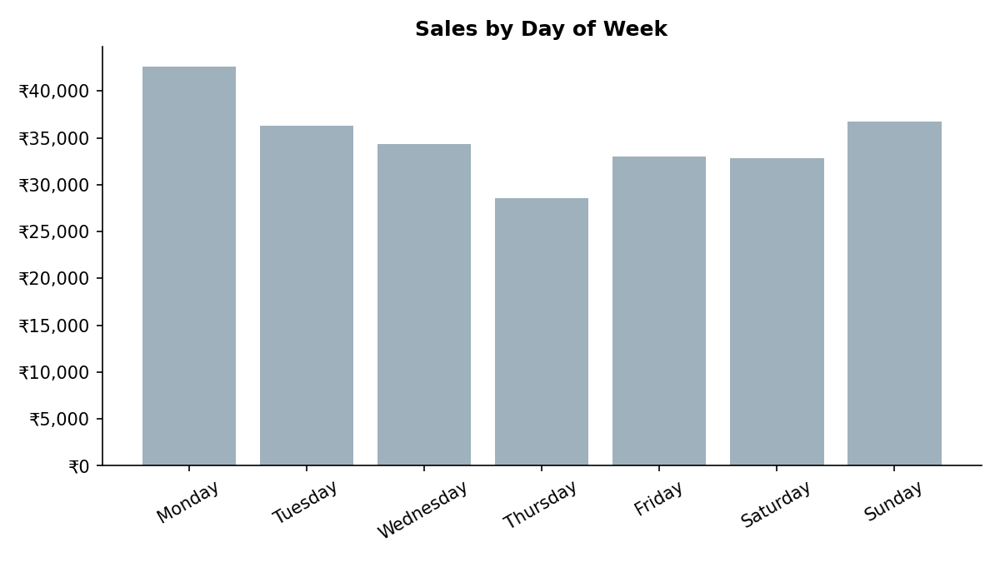 Sales by Day of Week
₹40,000
₹35,000
₹30,000
₹25,000
₹20,000
₹15,000
₹10,000
₹5,000
₹0
Monday
Tuesday
Wednesday
Thursday
Friday
Saturday
Sunday